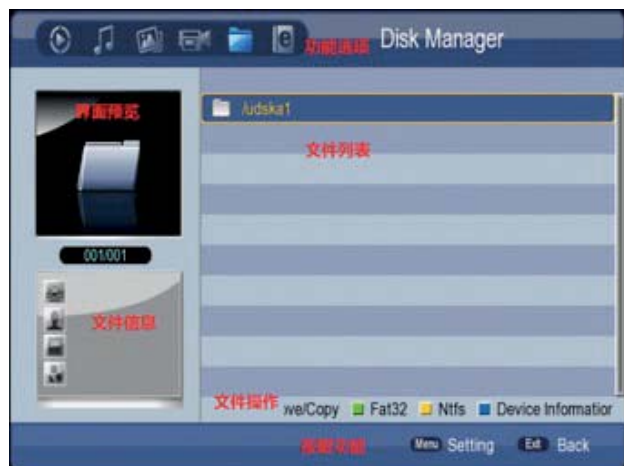 功能选项 Disk Manager
界面预览
/udska1
文件列表
001/001
文件信息
文件操作 ove/Copy Fat32 Ntfs Device Information
按键功能 Menu Setting Exit Back